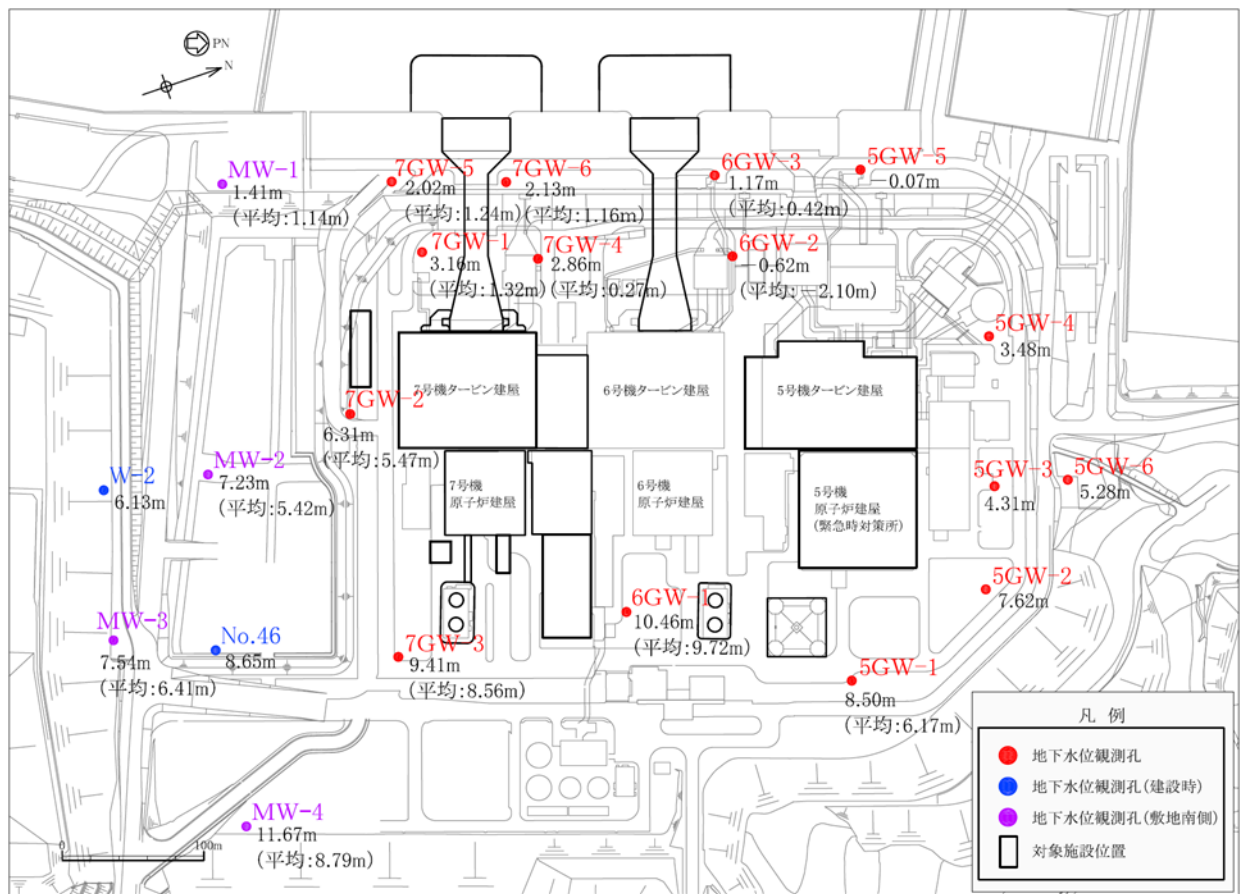 PN
N
MW-1
1.41m
(平均:1.14m)
7GW-5
2.02m
(平均:1.24m)
7GW-6
2.13m
(平均:1.16m)
6GW-3
1.17m
(平均:0.42m)
5GW-5
-0.07m
7GW-1
3.16m
(平均:1.32m)
7GW-4
2.86m
(平均:0.27m)
6GW-2
-0.62m
(平均:-2.10m)
5GW-4
3.48m
7号機タービン建屋
6号機タービン建屋
5号機タービン建屋
7GW-2
6.31m
(平均:5.47m)
W-2
6.13m
MW-2
7.23m
(平均:5.42m)
7号機
原子炉建屋
6号機
原子炉建屋
5号機
原子炉建屋
(緊急時対策所)
5GW-3
4.31m
5GW-6
5.28m
5GW-2
7.62m
MW-3
7.54m
(平均:6.41m)
No.46
8.65m
7GW-3
9.41m
(平均:8.56m)
6GW-1
10.46m
(平均:9.72m)
5GW-1
8.50m
(平均:6.17m)
MW-4
11.67m
(平均:8.79m)
0 100m
凡 例
地下水位観測孔
地下水位観測孔(建設時)
地下水位観測孔(敷地南側)
対象施設位置